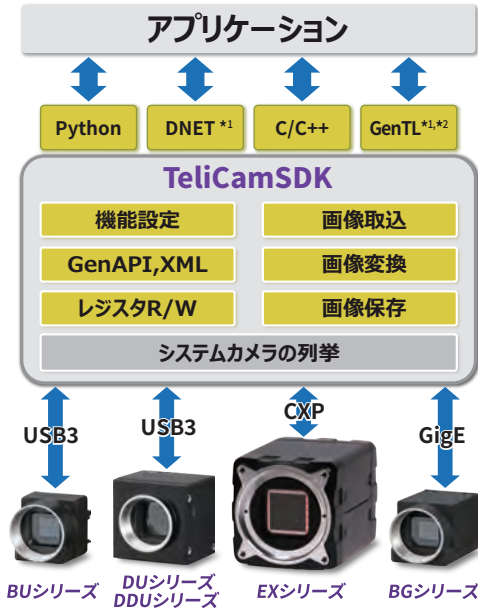 アプリケーション
Python
DNET *1
C/C++
GenTL*1,*2
TeliCamSDK
機能設定
画像取込
GenAPI,XML
画像変換
レジスタR/W
画像保存
システムカメラの列挙
USB3
USB3
CXP
GigE
BUシリーズ
DUシリーズ
DDUシリーズ
EXシリーズ
BGシリーズ